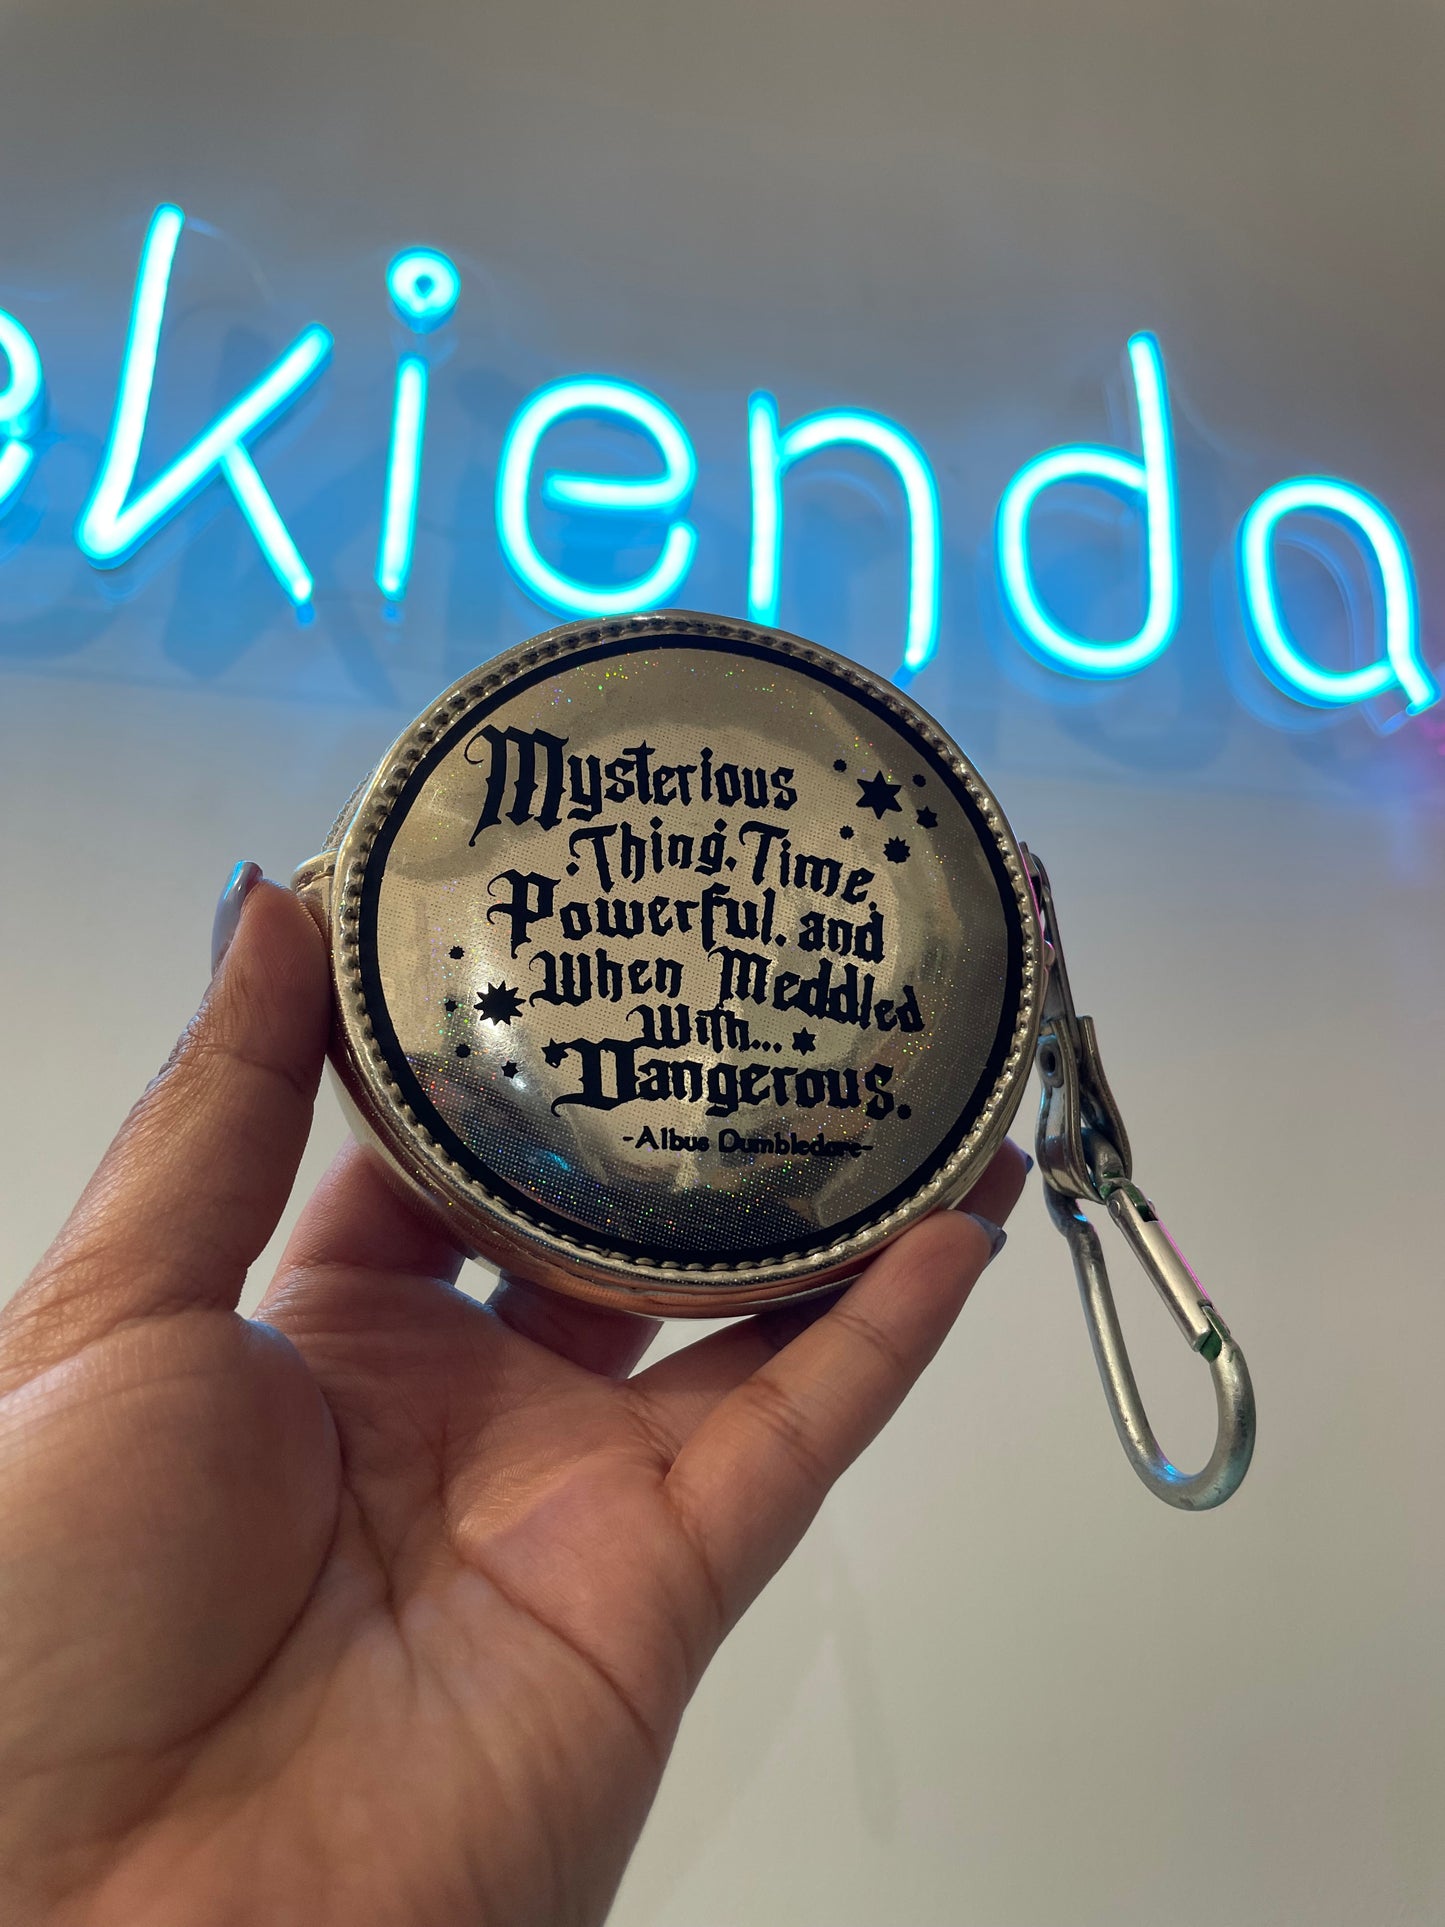 ekienda
Mysterious
Thing, Time.
Powerful, and
When Meddled
With...
Dangerous.
-Albus Dumbledore-